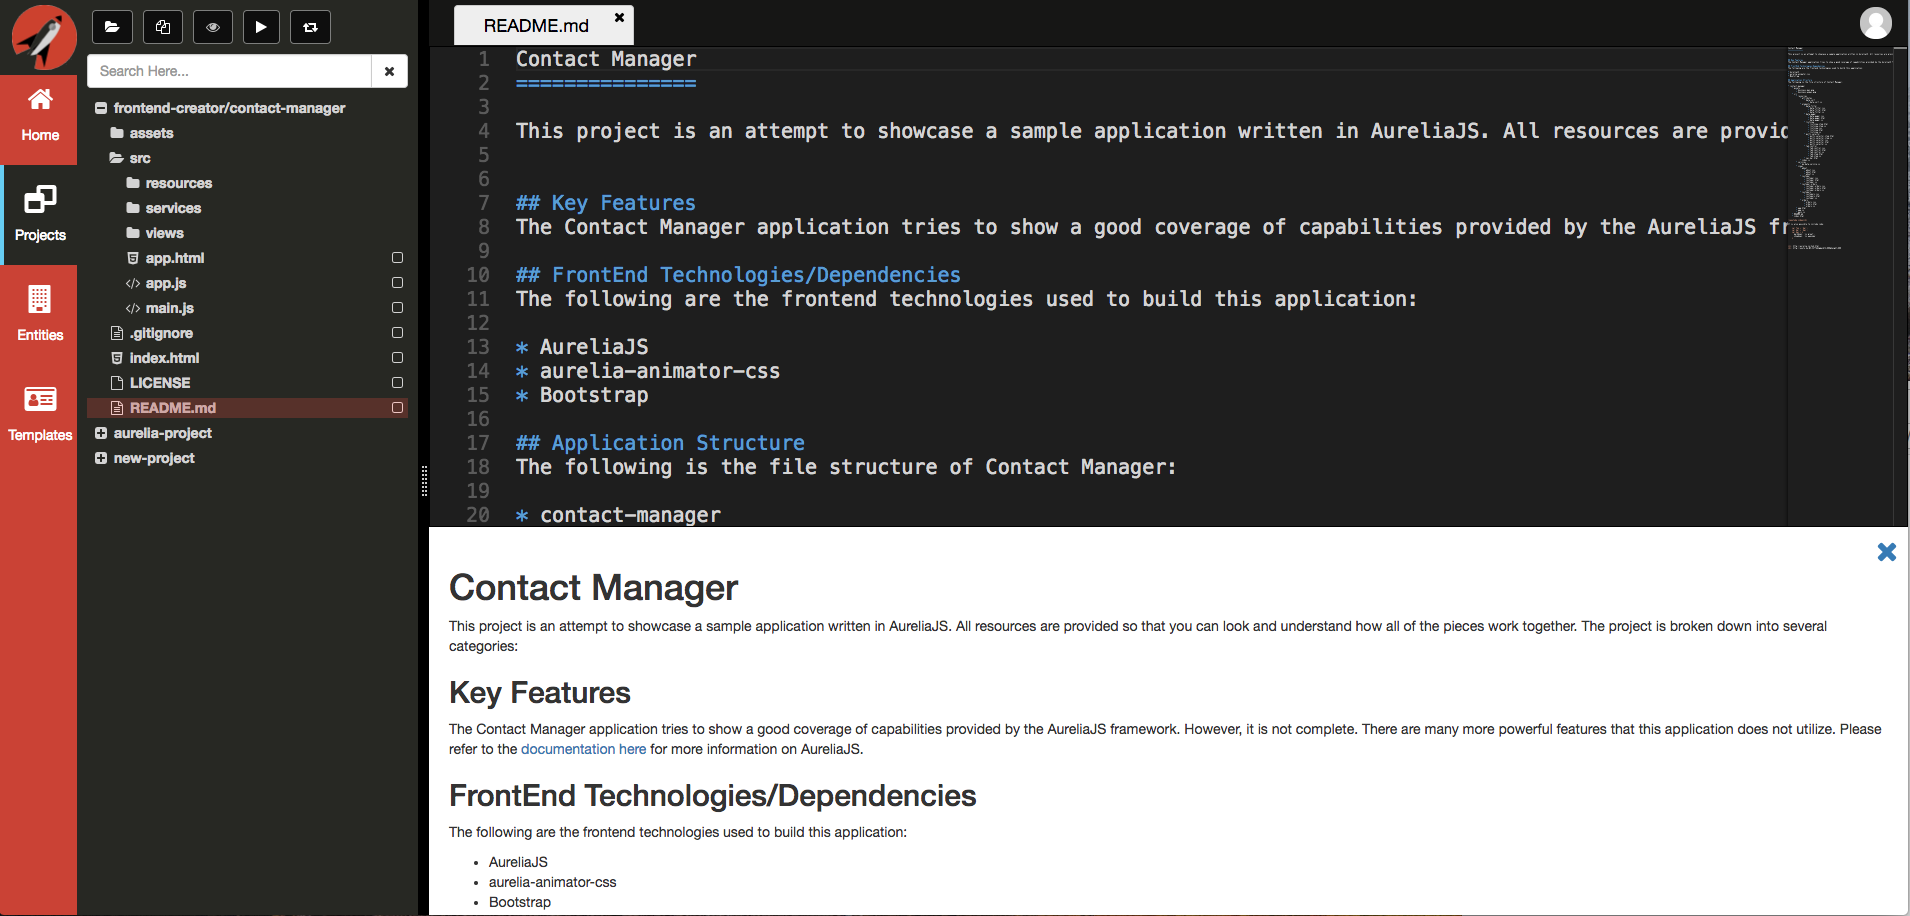 Home
Projects
Entities
Templates
Search Here...
frontend-creator/contact-manager
assets
src
resources
services
views
app.html
app.js
main.js
.gitignore
index.html
LICENSE
README.md
aurelia-project
new-project
README.md
1 Contact Manager
2 ===============
3
4 This project is an attempt to showcase a sample application written in AureliaJS. All resources are provid
5
6
7 ## Key Features
8 The Contact Manager application tries to show a good coverage of capabilities provided by the AureliaJS fr
9
10 ## FrontEnd Technologies/Dependencies
11 The following are the frontend technologies used to build this application:
12
13 * AureliaJS
14 * aurelia-animator-css
15 * Bootstrap
16
17 ## Application Structure
18 The following is the file structure of Contact Manager:
19
20 * contact-manager
Contact Manager
This project is an attempt to showcase a sample application written in AureliaJS. All resources are provided so that you can look and understand how all of the pieces work together. The project is broken down into several
categories:
Key Features
The Contact Manager application tries to show a good coverage of capabilities provided by the AureliaJS framework. However, it is not complete. There are many more powerful features that this application does not utilize. Please
refer to the documentation here for more information on AureliaJS.
FrontEnd Technologies/Dependencies
The following are the frontend technologies used to build this application:
• AureliaJS
• aurelia-animator-css
• Bootstrap